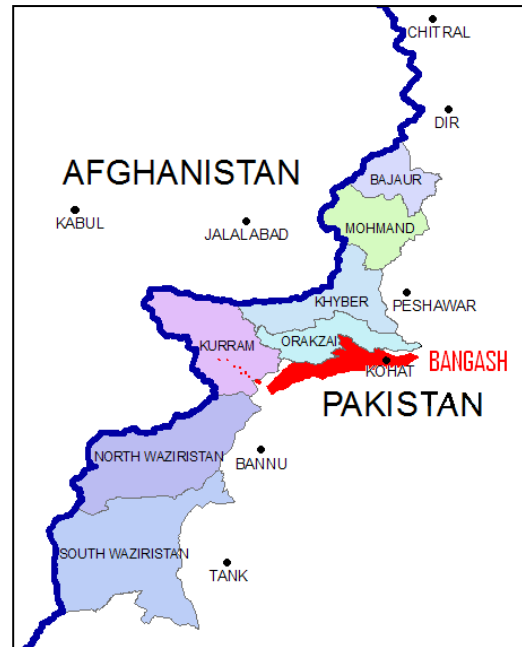 CHITRAL
DIR
AFGHANISTAN
BAJAUR
KABUL
JALALABAD
MOHMAND
KHYBER
PESHAWAR
KURRAM
ORAKZAI
KOHAT
BANGASH
PAKISTAN
NORTH WAZIRISTAN
BANNU
SOUTH WAZIRISTAN
TANK